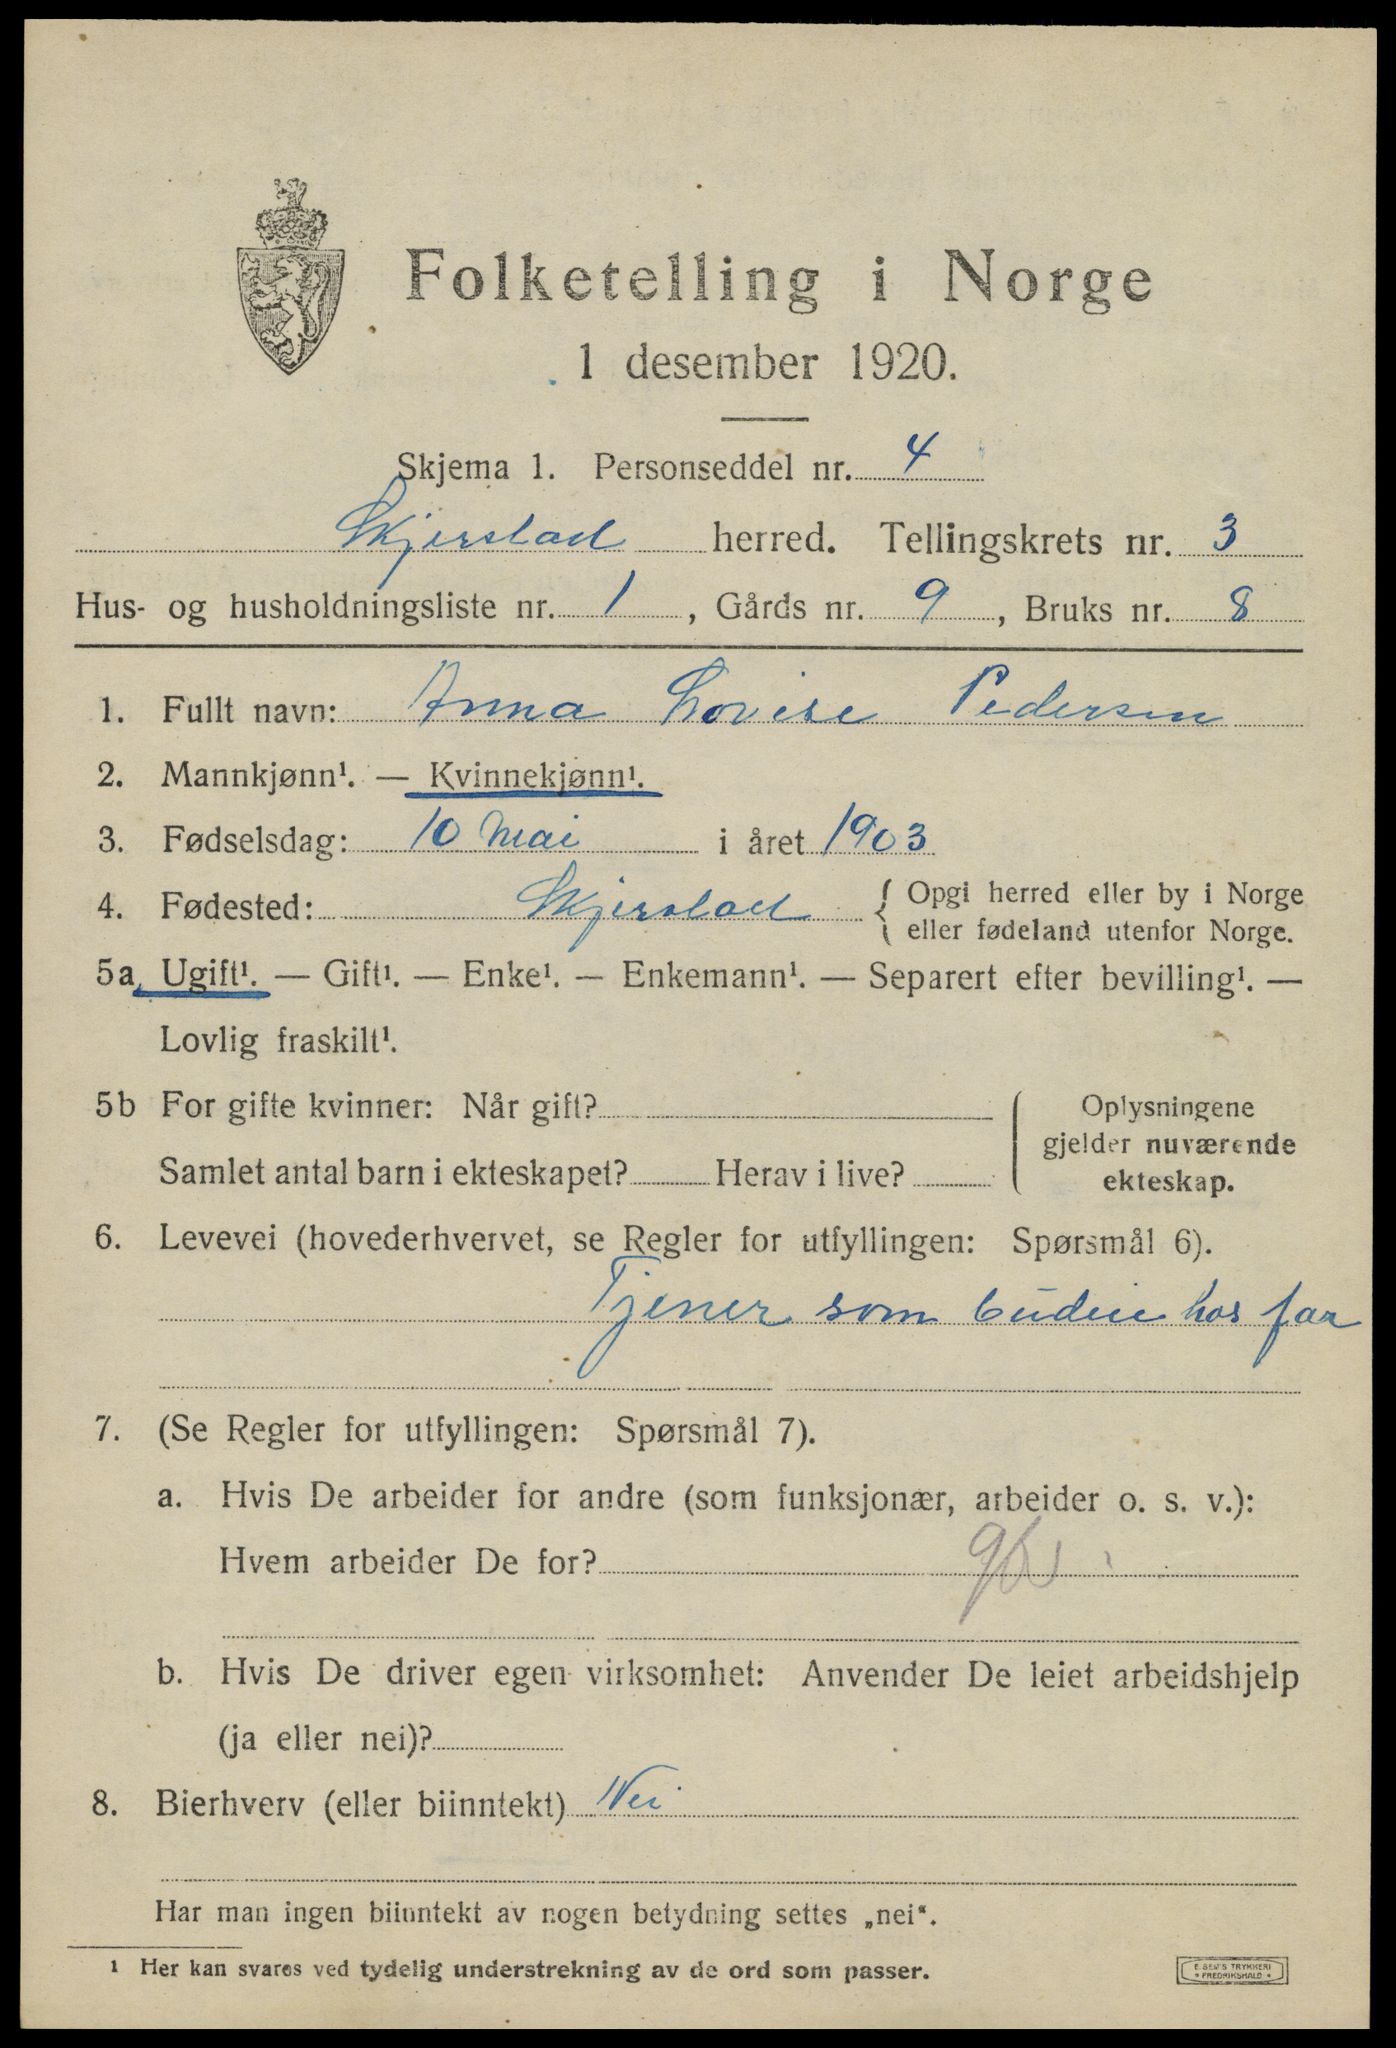 Folketelling i Norge
1 desember 1920.
Skjema 1. Personseddel nr. 4
Skjerstad herred. Tellingskrets nr. 3
Hus- og husholdningsliste nr. 1, Gårds nr. 9, Bruks nr. 8
1. Fullt navn: Anna Lovise Pedersen
2. Mannkjønn¹. — Kvinnekjønn¹.
3. Fødselsdag: 10 mai i året 1903
4. Fødested: Skjerstad { Opgi herred eller by i Norge
eller fødeland utenfor Norge.
5a. Ugift¹. — Gift¹. — Enke¹. — Enkemann¹. — Separert efter bevilling¹. —
Lovlig fraskilt¹.
5b For gifte kvinner: Når gift?
Samlet antal barn i ekteskapet? Herav i live?
Oplysningene
gjelder nuværende
ekteskap.
6. Levevei (hovederhvervet, se Regler for utfyllingen: Spørsmål 6).
Tjener som budeie hos far
7. (Se Regler for utfyllingen: Spørsmål 7).
a. Hvis De arbeider for andre (som funksjonær, arbeider o. s. v.):
Hvem arbeider De for?
b. Hvis De driver egen virksomhet: Anvender De leiet arbeidshjelp
(ja eller nei)?
8. Bierhverv (eller biinntekt) Nei
Har man ingen biinntekt av nogen betydning settes „nei“.
1 Her kan svares ved tydelig understrekning av de ord som passer.
E. SEM'S TRYKKERI
FREDRIKSHALD